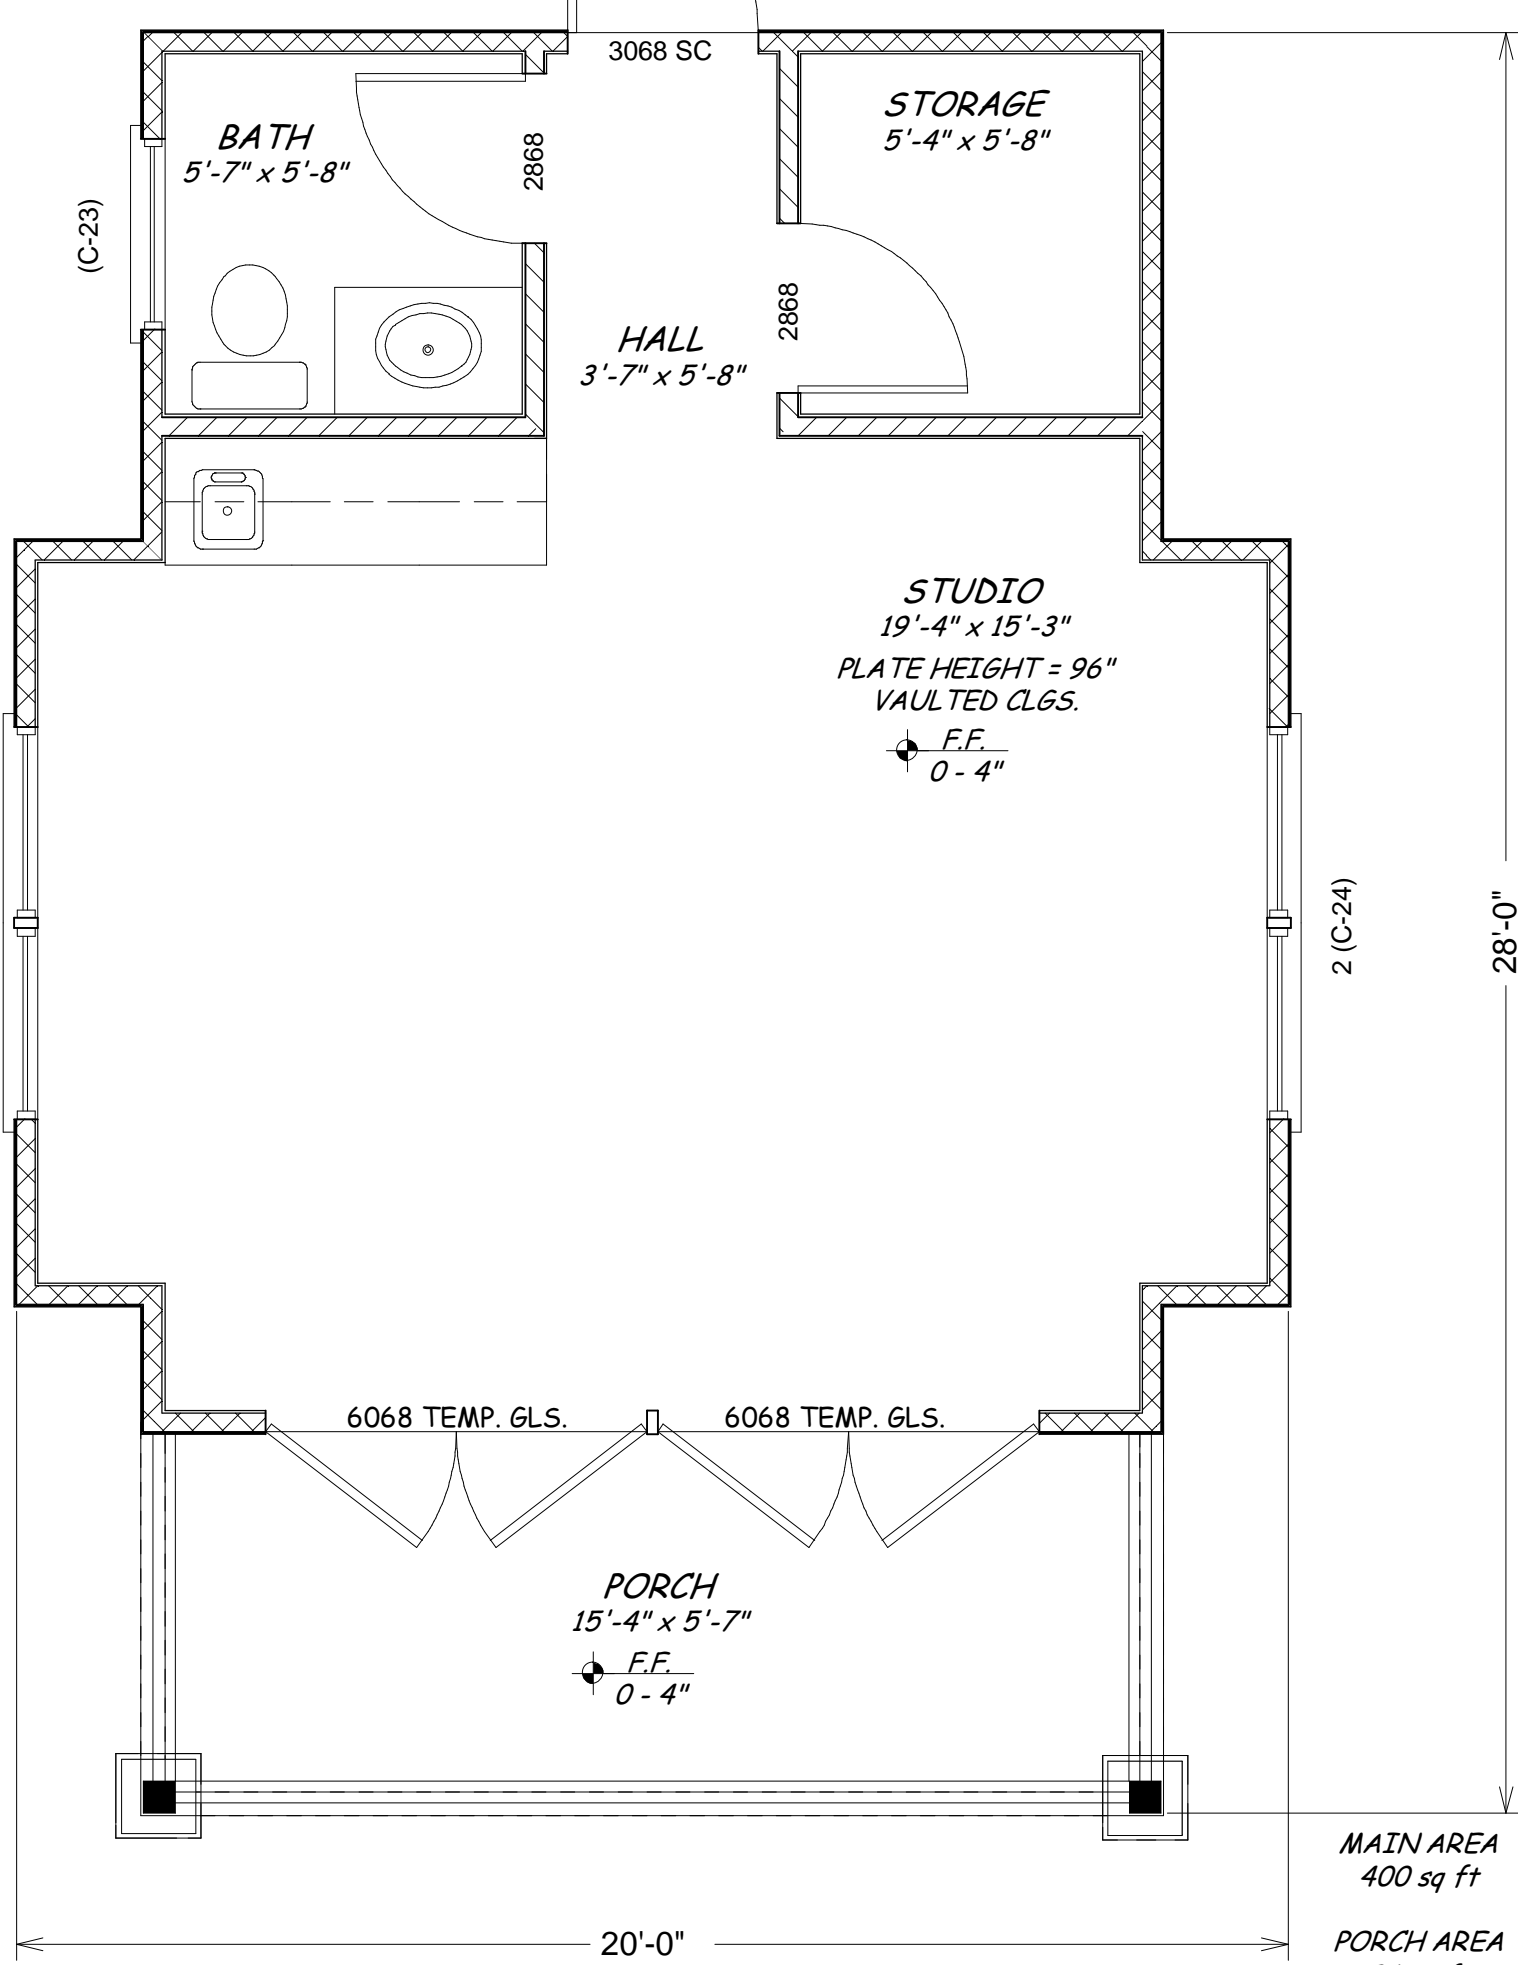 3068 SC
BATH
5'-7" x 5'-8"
2868
STORAGE
5'-4" x 5'-8"
(C-23)
2868
HALL
3'-7" x 5'-8"
STUDIO
19'-4" x 15'-3"
PLATE HEIGHT = 96"
VAULTED CLGS.
F.F.
0 - 4"
2 (C-24)
28'-0"
6068 TEMP. GLS.
6068 TEMP. GLS.
PORCH
15'-4" x 5'-7"
F.F.
0 - 4"
MAIN AREA
400 sq ft
20'-0"
PORCH AREA